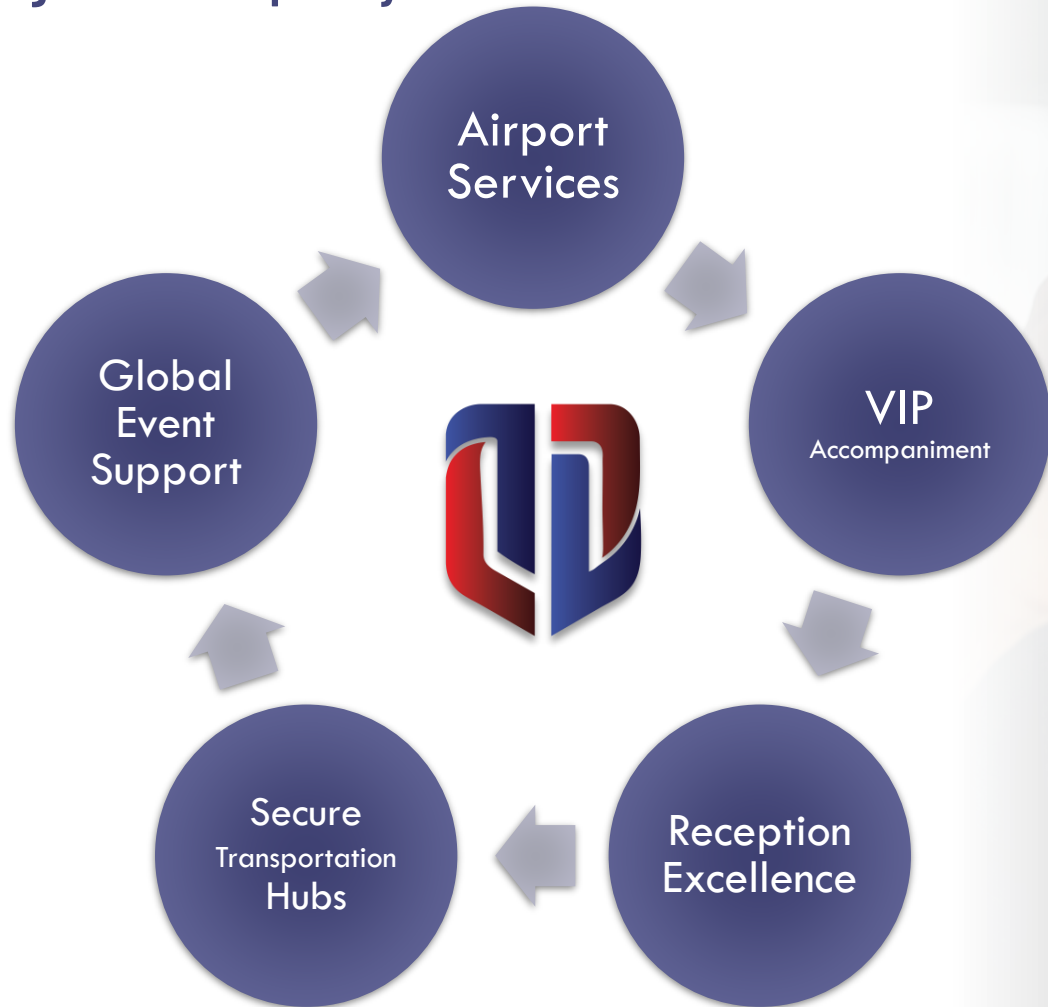 Airport
Services
VIP
Accompaniment
Reception
Excellence
Secure
Transportation
Hubs
Global
Event
Support